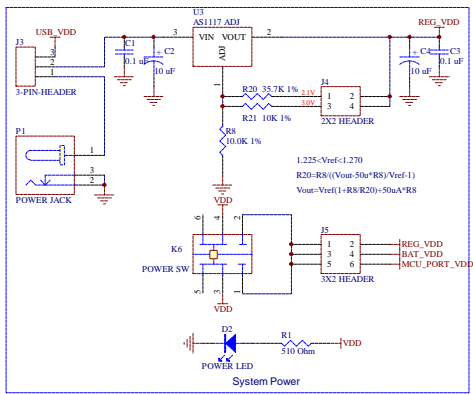 U3
AS1117 ADJ
J3
USB_VDD
REG_VDD
C1
C2
0.1 uF
10 uF
3
VIN VOUT
2
ADJ
1
C4
C3
10 uF
0.1 uF
3
2
1
3-PIN-HEADER
J4
R20 35.7K 1%
2.1V
1 2
3.0V
3 4
R21 10K 1%
2X2 HEADER
P1
1
3
2
POWER JACK
R8
10.0K 1%
1.225<Vref<1.270
R20=R8/((Vout-50u*R8)/Vref-1)
Vout=Vref(1+R8/R20)+50uA*R8
VDD
6 4 2
K6
POWER SW
5 3 1
VDD
J5
1 2
REG_VDD
3 4
BAT_VDD
5 6
MCU_PORT_VDD
3X2 HEADER
D2
POWER LED
R1
510 Ohm
VDD
System Power